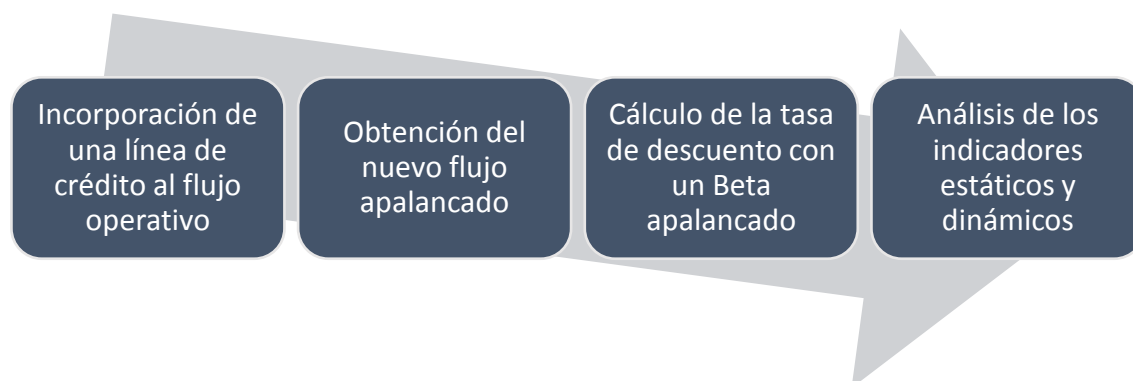 Incorporación de
una línea de
crédito al flujo
operativo
Obtención del
nuevo flujo
apalancado
Cálculo de la tasa
de descuento con
un Beta
apalancado
Análisis de los
indicadores
estáticos y
dinámicos